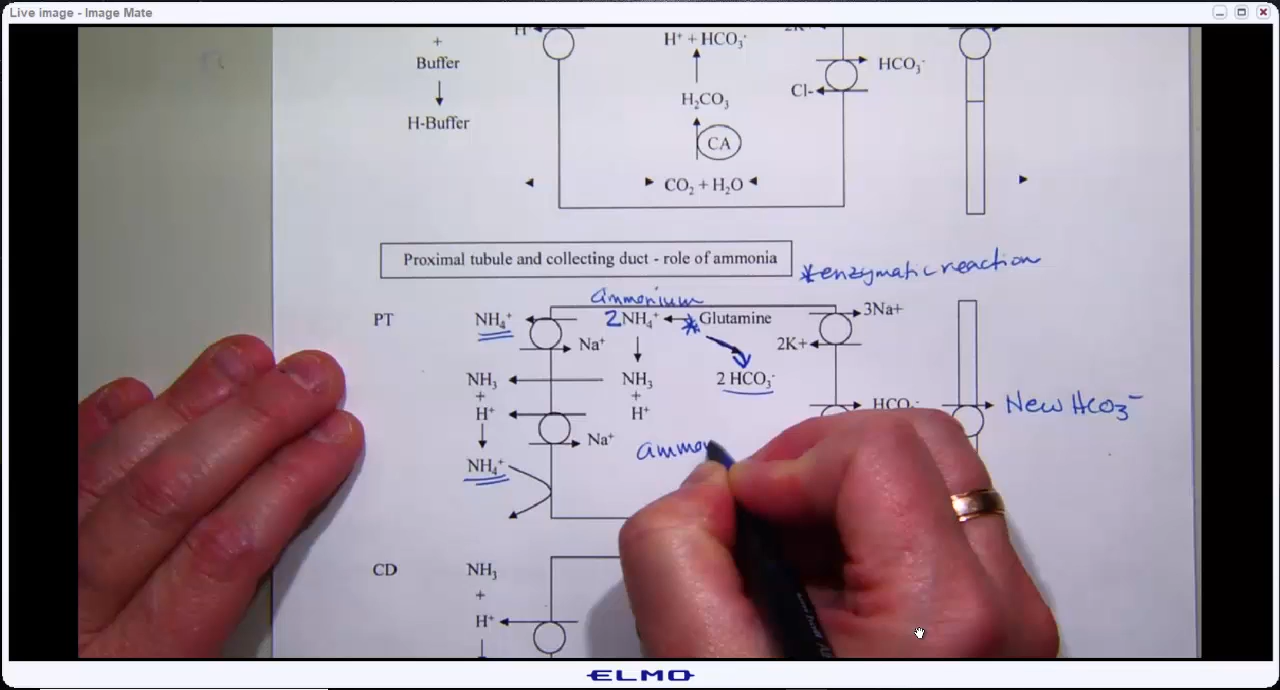 Live image - Image Mate
+
Buffer
H-Buffer
H⁺ + HCO₃⁻
H₂CO₃
CA
CO₂ + H₂O
HCO₃⁻
Cl-
Proximal tubule and collecting duct - role of ammonia
*enzymatic reaction
ammonium
PT
NH₄⁺
2NH₄⁺
*
Glutamine
3Na+
Na⁺
2K+
NH₃
NH₃
2 HCO₃⁻
+
+
H⁺
H⁺
HCO₃⁻
New HCO₃⁻
Na⁺
NH₄⁺
CD
NH₃
+
H⁺
ELMO